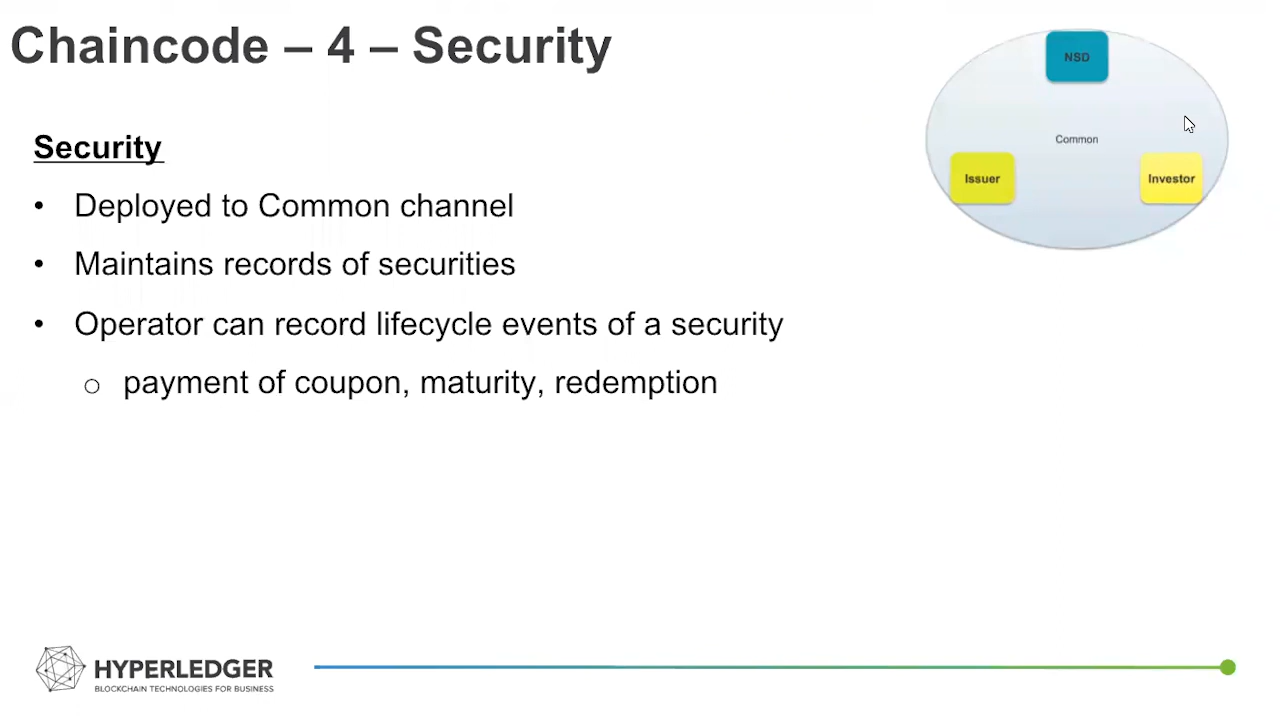 Chaincode – 4 – Security
NSD
Common
Issuer
Investor
Security
• Deployed to Common channel
• Maintains records of securities
• Operator can record lifecycle events of a security
o payment of coupon, maturity, redemption
HYPERLEDGER
BLOCKCHAIN TECHNOLOGIES FOR BUSINESS